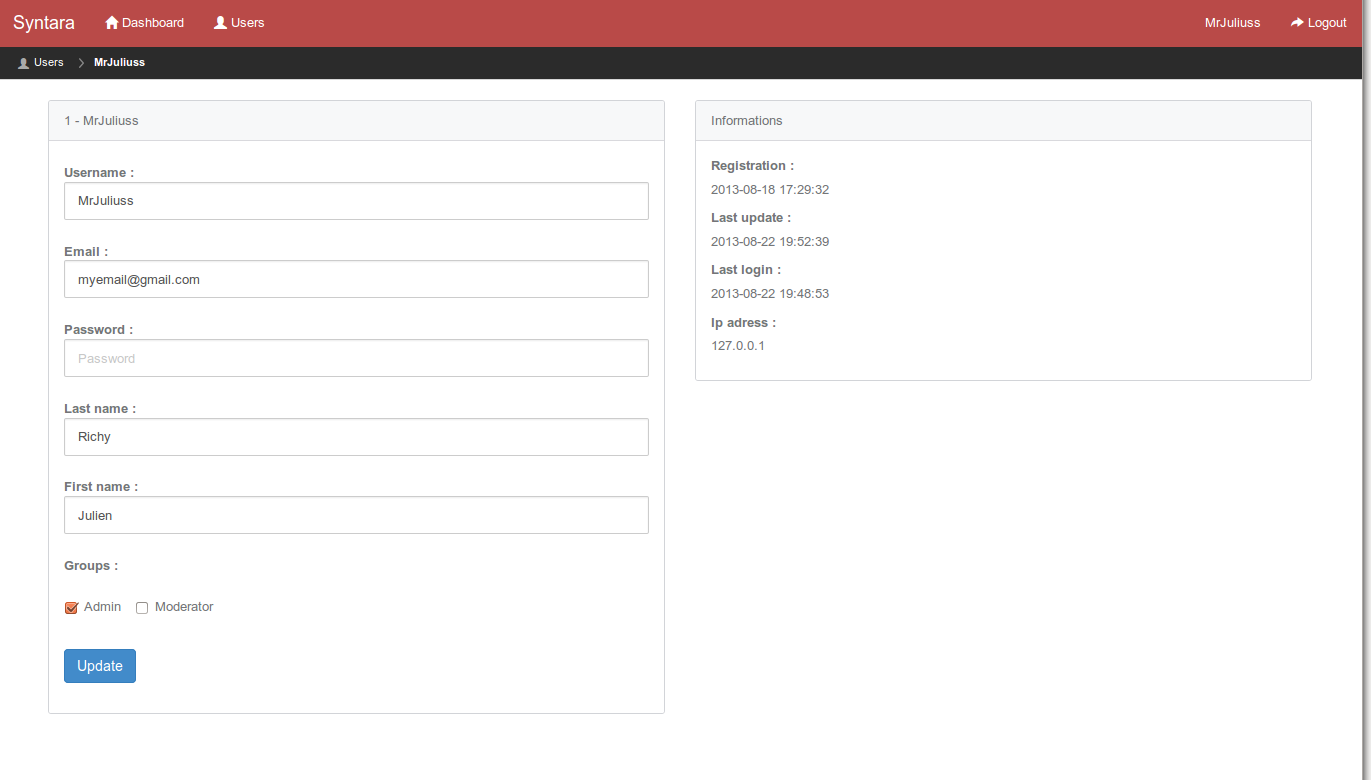 Syntara Dashboard Users MrJuliuss Logout
Users MrJuliuss
1 - MrJuliuss
Username :
MrJuliuss
Email :
myemail@gmail.com
Password :
Password
Last name :
Richy
First name :
Julien
Groups :
Admin Moderator
Update
Informations
Registration :
2013-08-18 17:29:32
Last update :
2013-08-22 19:52:39
Last login :
2013-08-22 19:48:53
Ip adress :
127.0.0.1